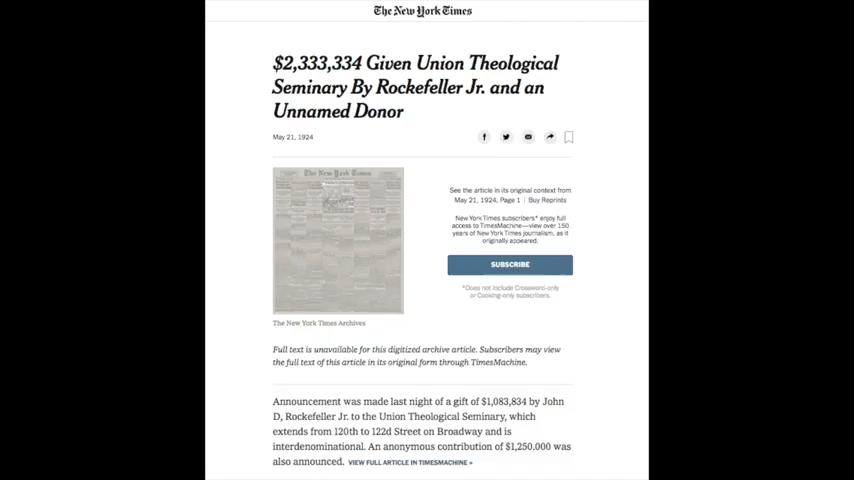 The New York Times
$2,333,334 Given Union Theological
Seminary By Rockefeller Jr. and an
Unnamed Donor
May 21, 1924
The New York Times
See the article in its original context from
May 21, 1924, Page 1 | Buy Reprints
New York Times subscribers* enjoy full
access to TimesMachine—view over 150
years of New York Times journalism, as it
originally appeared.
SUBSCRIBE
*Does not include Crossword-only
or Cooking-only subscribers.
The New York Times Archives
Full text is unavailable for this digitized archive article. Subscribers may view
the full text of this article in its original form through TimesMachine.
Announcement was made last night of a gift of $1,083,834 by John
D, Rockefeller Jr. to the Union Theological Seminary, which
extends from 120th to 122d Street on Broadway and is
interdenominational. An anonymous contribution of $1,250.000 was
also announced. VIEW FULL ARTICLE IN TIMESMACHINE »